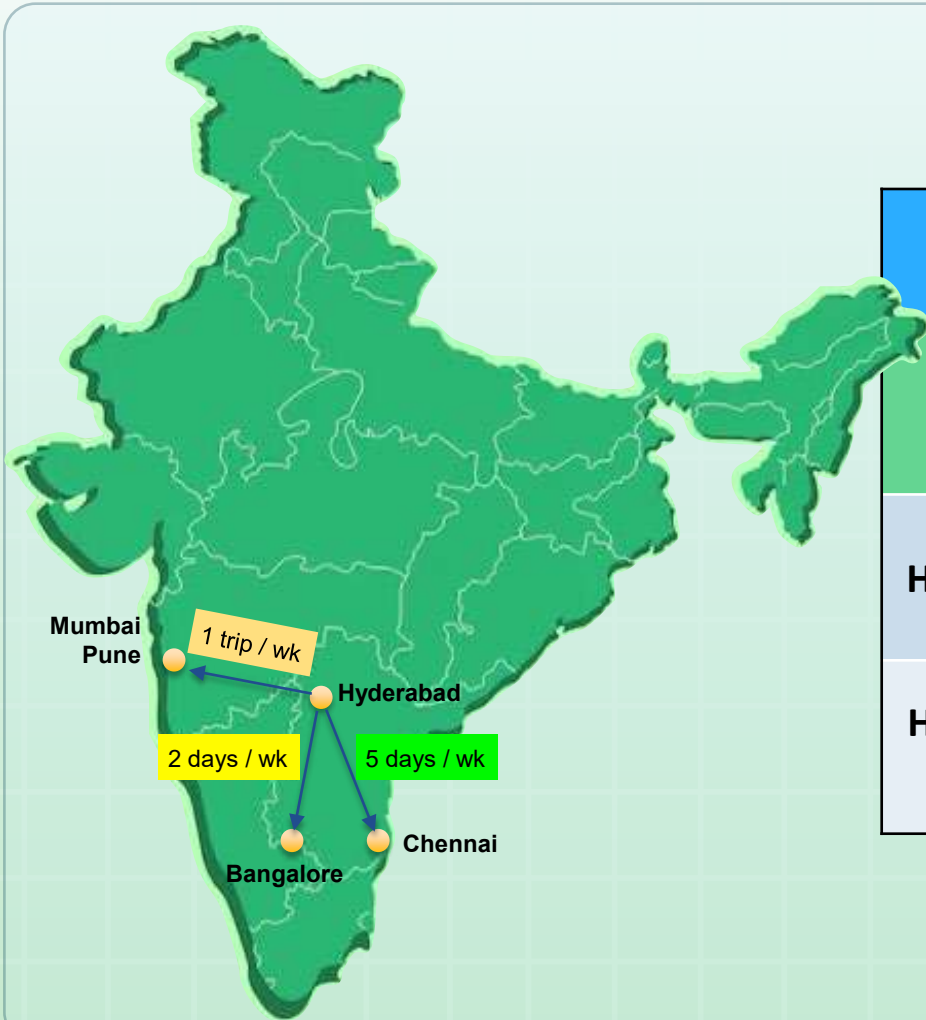 Mumbai
Pune
1 trip / wk
Hyderabad
2 days / wk
5 days / wk
Chennai
Bangalore
H
H